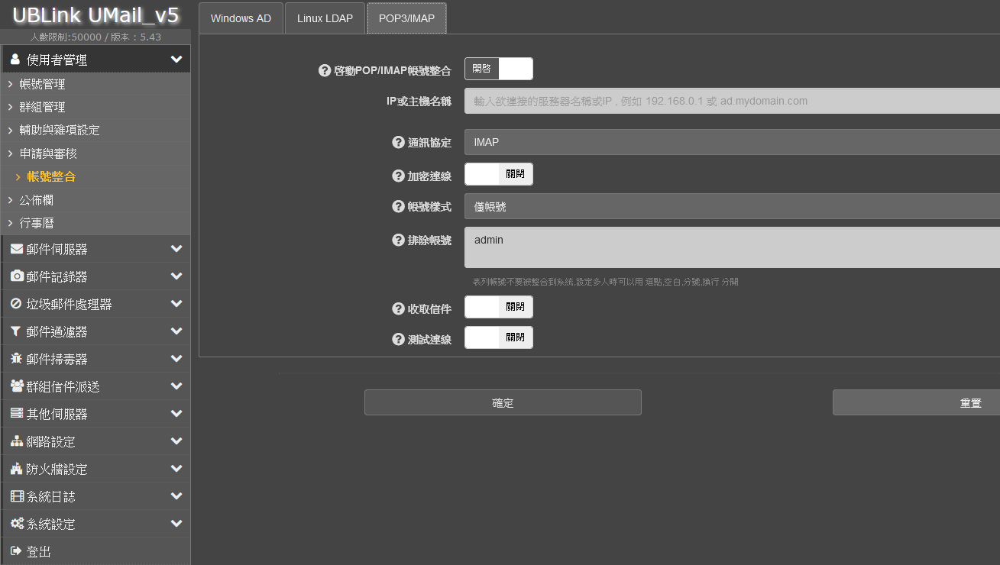 UBLink UMail_v5
人數限制:50000 / 版本：5.43
使用者管理
帳號管理
群組管理
輔助與雜項設定
申請與審核
帳號整合
公佈欄
行事曆
郵件伺服器
郵件記錄器
垃圾郵件處理器
郵件過濾器
郵件掃毒器
群組信件派送
其他伺服器
網路設定
防火牆設定
系統日誌
系統設定
登出
Windows AD
Linux LDAP
POP3/IMAP
啓動POP/IMAP帳號整合
開啓
IP或主機名稱
輸入欲連接的服務器名稱或IP , 例如 192.168.0.1 或 ad.mydomain.com
通訊協定
IMAP
加密連線
關閉
帳號樣式
僅帳號
排除帳號
admin
表列帳號不要被整合到系統,設定多人時可以用 逗點,空白,分號,換行 分開
收取信件
關閉
測試連線
關閉
確定
重置